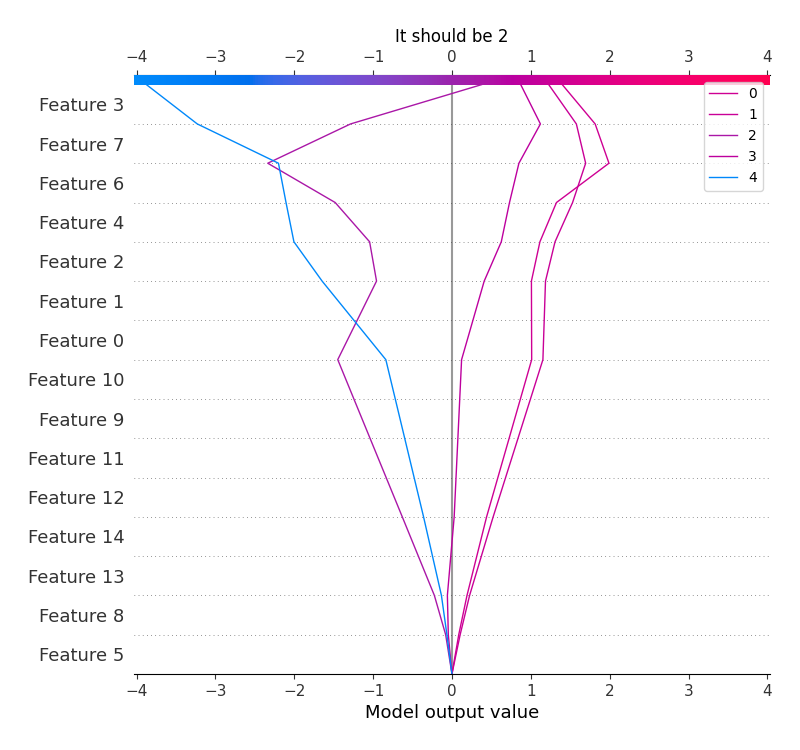 It should be 2
−4 −3 −2 −1 0 1 2 3 4
0
1
2
3
4
Feature 3
Feature 7
Feature 6
Feature 4
Feature 2
Feature 1
Feature 0
Feature 10
Feature 9
Feature 11
Feature 12
Feature 14
Feature 13
Feature 8
Feature 5
−4 −3 −2 −1 0 1 2 3 4
Model output value